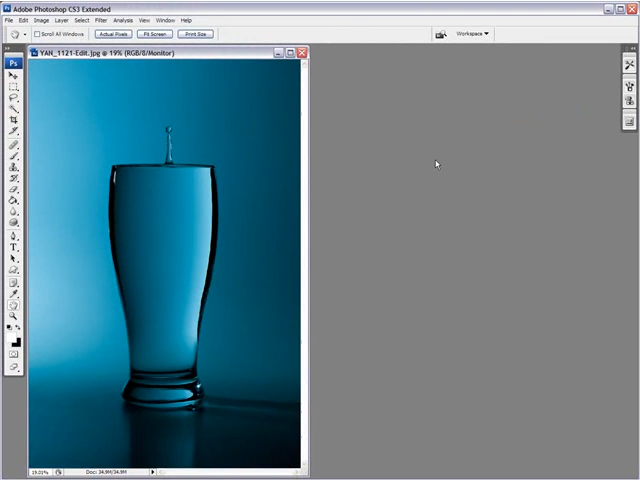 Adobe Photoshop CS3 Extended
File Edit Image Layer Select Filter Analysis View Window Help
Scroll All Windows Actual Pixels Fit Screen Print Size Workspace
YAN_1121-Edit.jpg @ 19% (RGB/8/Monitor)
Ps
T
19.01% Doc: 34.9M/34.9M